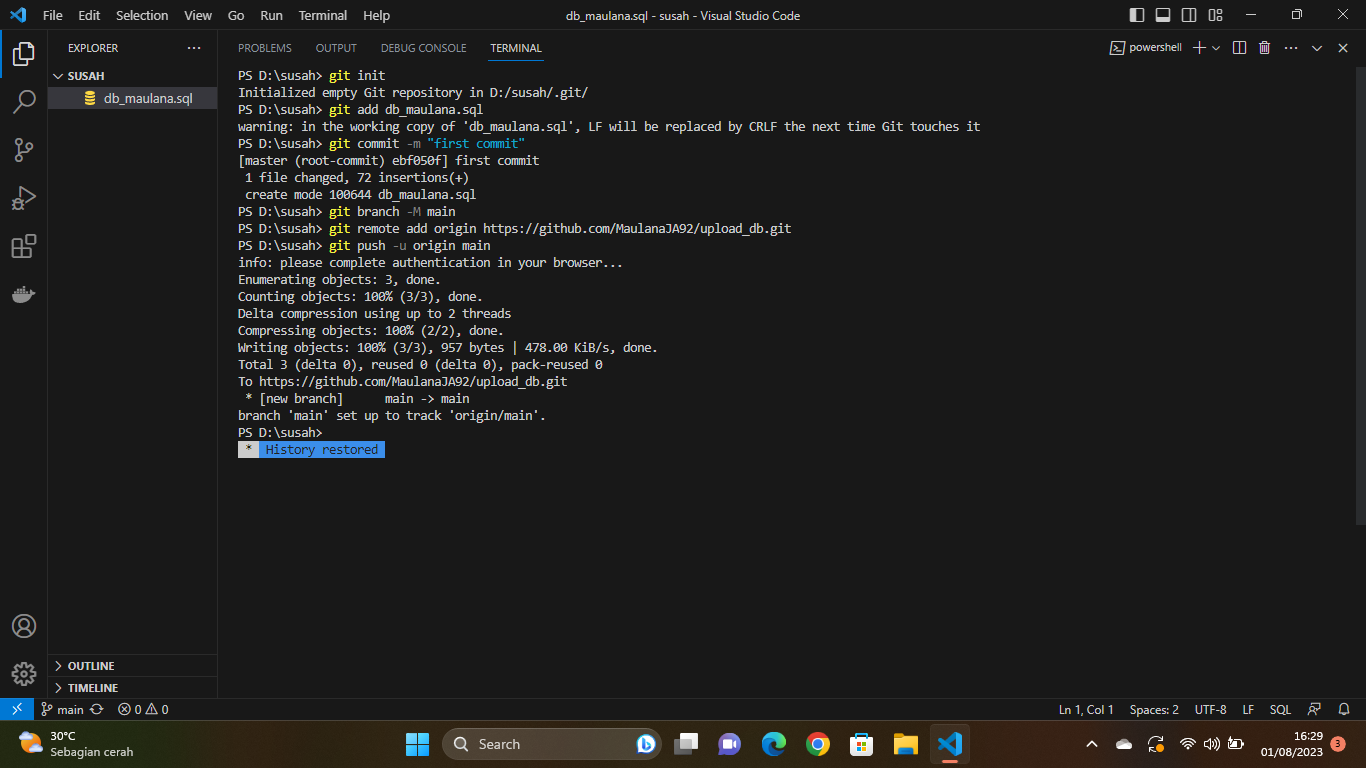 File Edit Selection View Go Run Terminal Help db_maulana.sql - susah - Visual Studio Code
EXPLORER
SUSAH
db_maulana.sql
PROBLEMS OUTPUT DEBUG CONSOLE TERMINAL powershell
PS D:\susah> git init
Initialized empty Git repository in D:/susah/.git/
PS D:\susah> git add db_maulana.sql
warning: in the working copy of 'db_maulana.sql', LF will be replaced by CRLF the next time Git touches it
PS D:\susah> git commit -m "first commit"
[master (root-commit) ebf050f] first commit
 1 file changed, 72 insertions(+)
 create mode 100644 db_maulana.sql
PS D:\susah> git branch -M main
PS D:\susah> git remote add origin https://github.com/MaulanaJA92/upload_db.git
PS D:\susah> git push -u origin main
info: please complete authentication in your browser...
Enumerating objects: 3, done.
Counting objects: 100% (3/3), done.
Delta compression using up to 2 threads
Compressing objects: 100% (2/2), done.
Writing objects: 100% (3/3), 957 bytes | 478.00 KiB/s, done.
Total 3 (delta 0), reused 0 (delta 0), pack-reused 0
To https://github.com/MaulanaJA92/upload_db.git
 * [new branch]      main -> main
branch 'main' set up to track 'origin/main'.
PS D:\susah>
 * History restored
OUTLINE
TIMELINE
main 0 0 Ln 1, Col 1 Spaces: 2 UTF-8 LF SQL
30°C
Sebagian cerah
Search
16:29
01/08/2023
3